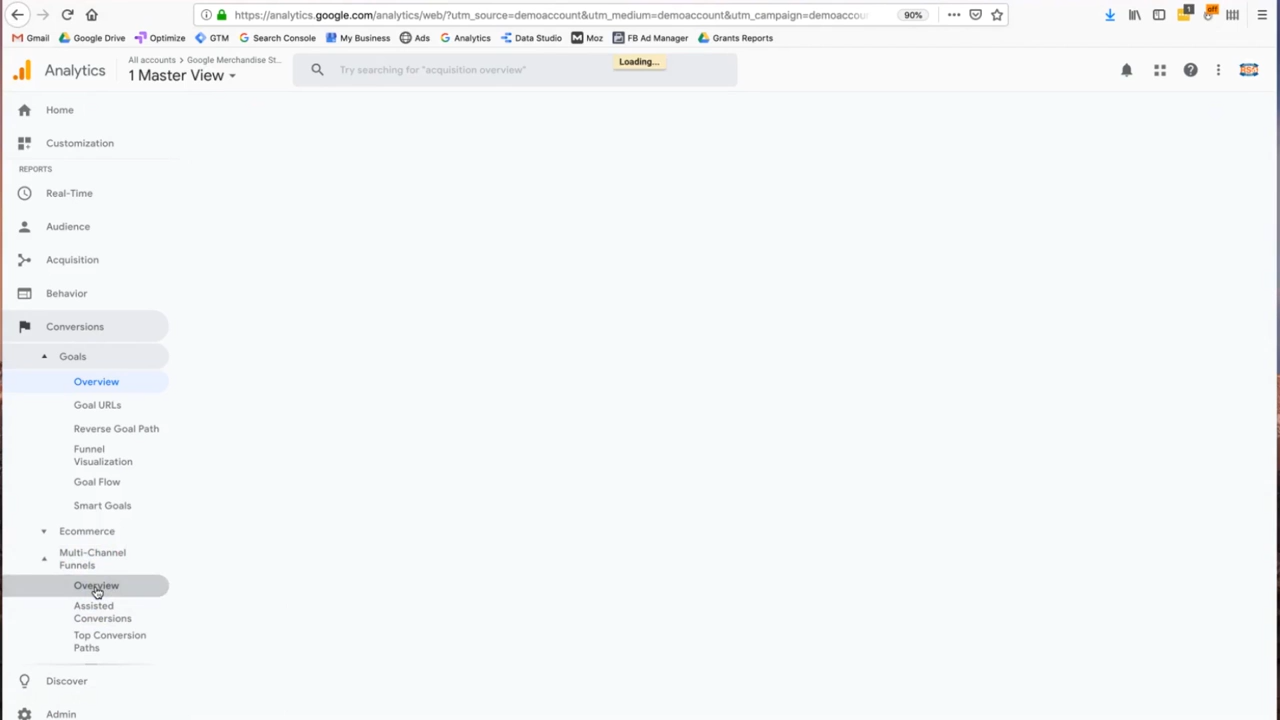 https://analytics.google.com/analytics/web/?utm_source=demoaccount&utm_medium=demoaccount&utm_campaign=demoaccou
90%
1
off
Gmail
Google Drive
Optimize
GTM
Search Console
My Business
Ads
Analytics
Data Studio
Moz
FB Ad Manager
Grants Reports
Analytics
All accounts > Google Merchandise St...
1 Master View
Try searching for "acquisition overview"
Loading...
Home
Customization
REPORTS
Real-Time
Audience
Acquisition
Behavior
Conversions
Goals
Overview
Goal URLs
Reverse Goal Path
Funnel
Visualization
Goal Flow
Smart Goals
Ecommerce
Multi-Channel
Funnels
Overview
Assisted
Conversions
Top Conversion
Paths
Discover
Admin